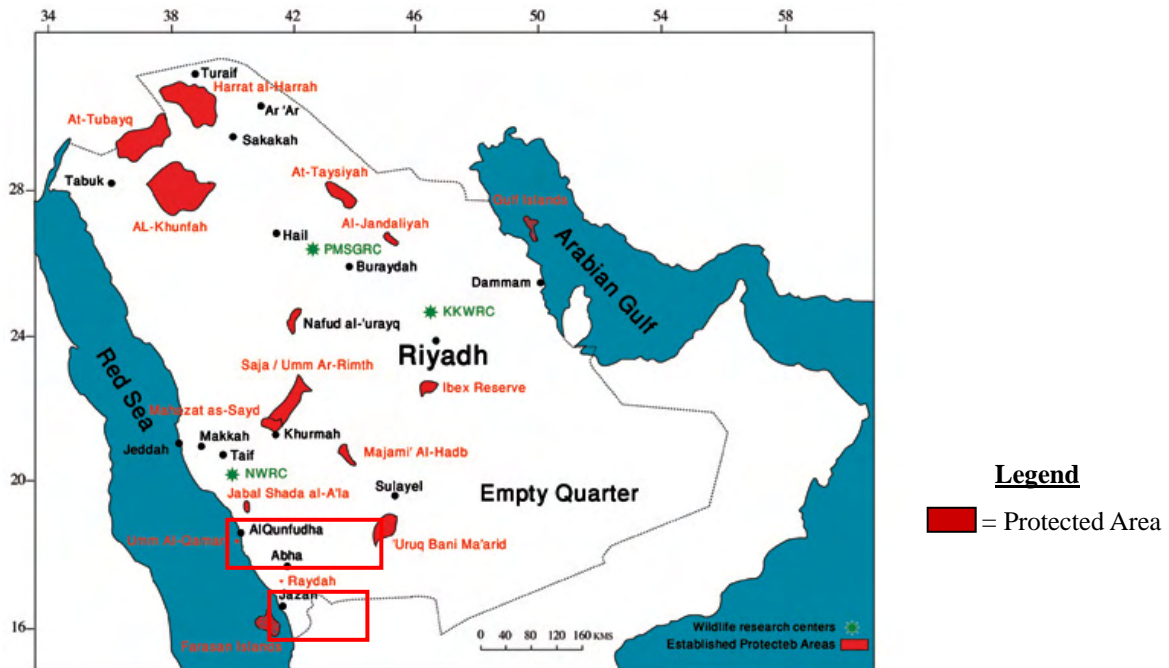 34 38 42 46 50 54 58
Turaif
Harrat al-Harrah
Ar 'Ar
At-Tubayq
Sakakah
Tabuk
28
At-Taysiyah
AL-Khunfah
Al-Jandaliyah
Gulf Islands
Hail
PMSGRC
Buraydah
Arabian Gulf
Dammam
KKWRC
Nafud al-'urayq
24
Riyadh
Red Sea
Saja / Umm Ar-Rimth
Ibex Reserve
Mahazat as-Sayd
Khurmah
Makkah
Jeddah
Taif
Majami' Al-Hadb
NWRC
20
Sulayel
Jabal Shada al-A'la
Empty Quarter
Legend
AlQunfudha
= Protected Area
Umm Al-Qamari
'Uruq Bani Ma'arid
Abha
Raydah
Jazan
16
Farasan Islands
0 40 80 120 160 KMS
Wildlife research centers
Established Protecteb Areas